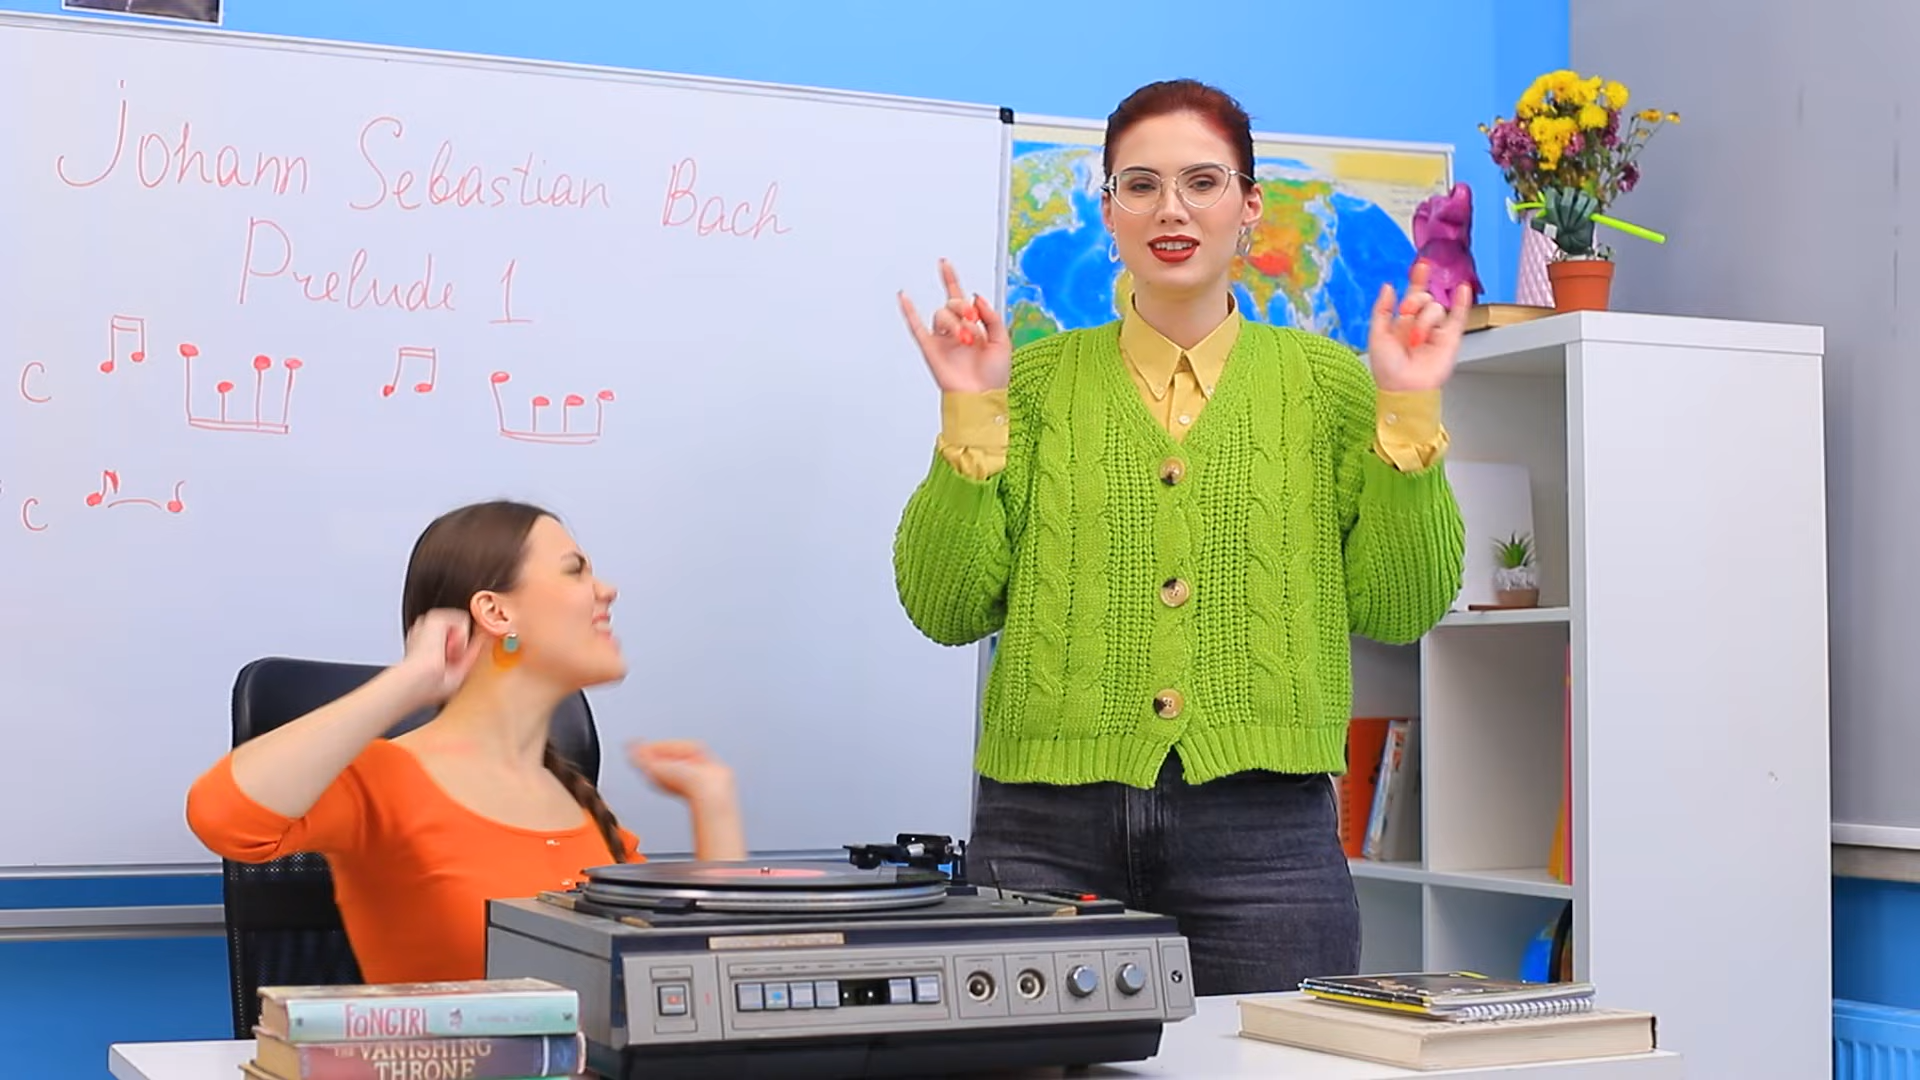 Johann Sebastian Bach
Prelude 1
C
C
FANGIRL
THE VANISHING
THRONE